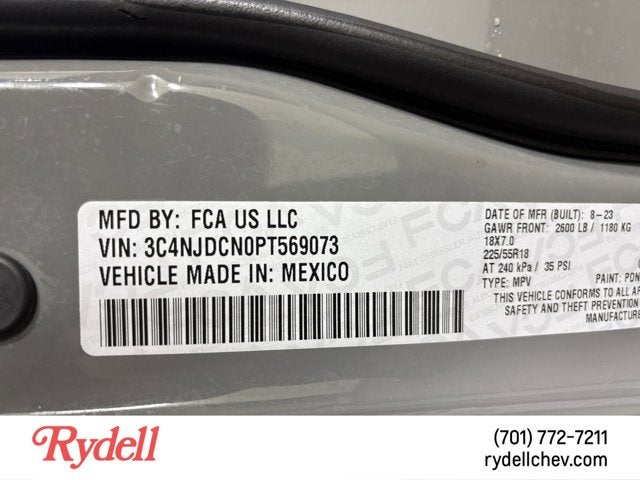 MFD BY: FCA US LLC
VIN: 3C4NJDCN0PT569073
VEHICLE MADE IN: MEXICO
DATE OF MFR (BUILT): 8-23
GAWR FRONT: 2600 LB / 1180 KG
18X7.0
225/55R18
AT 240 kPa / 35 PSI
TYPE: MPV
PAINT: PDN
THIS VEHICLE CONFORMS TO ALL
SAFETY AND THEFT PREVENTION
Rydell
(701) 772-7211
rydellchev.com